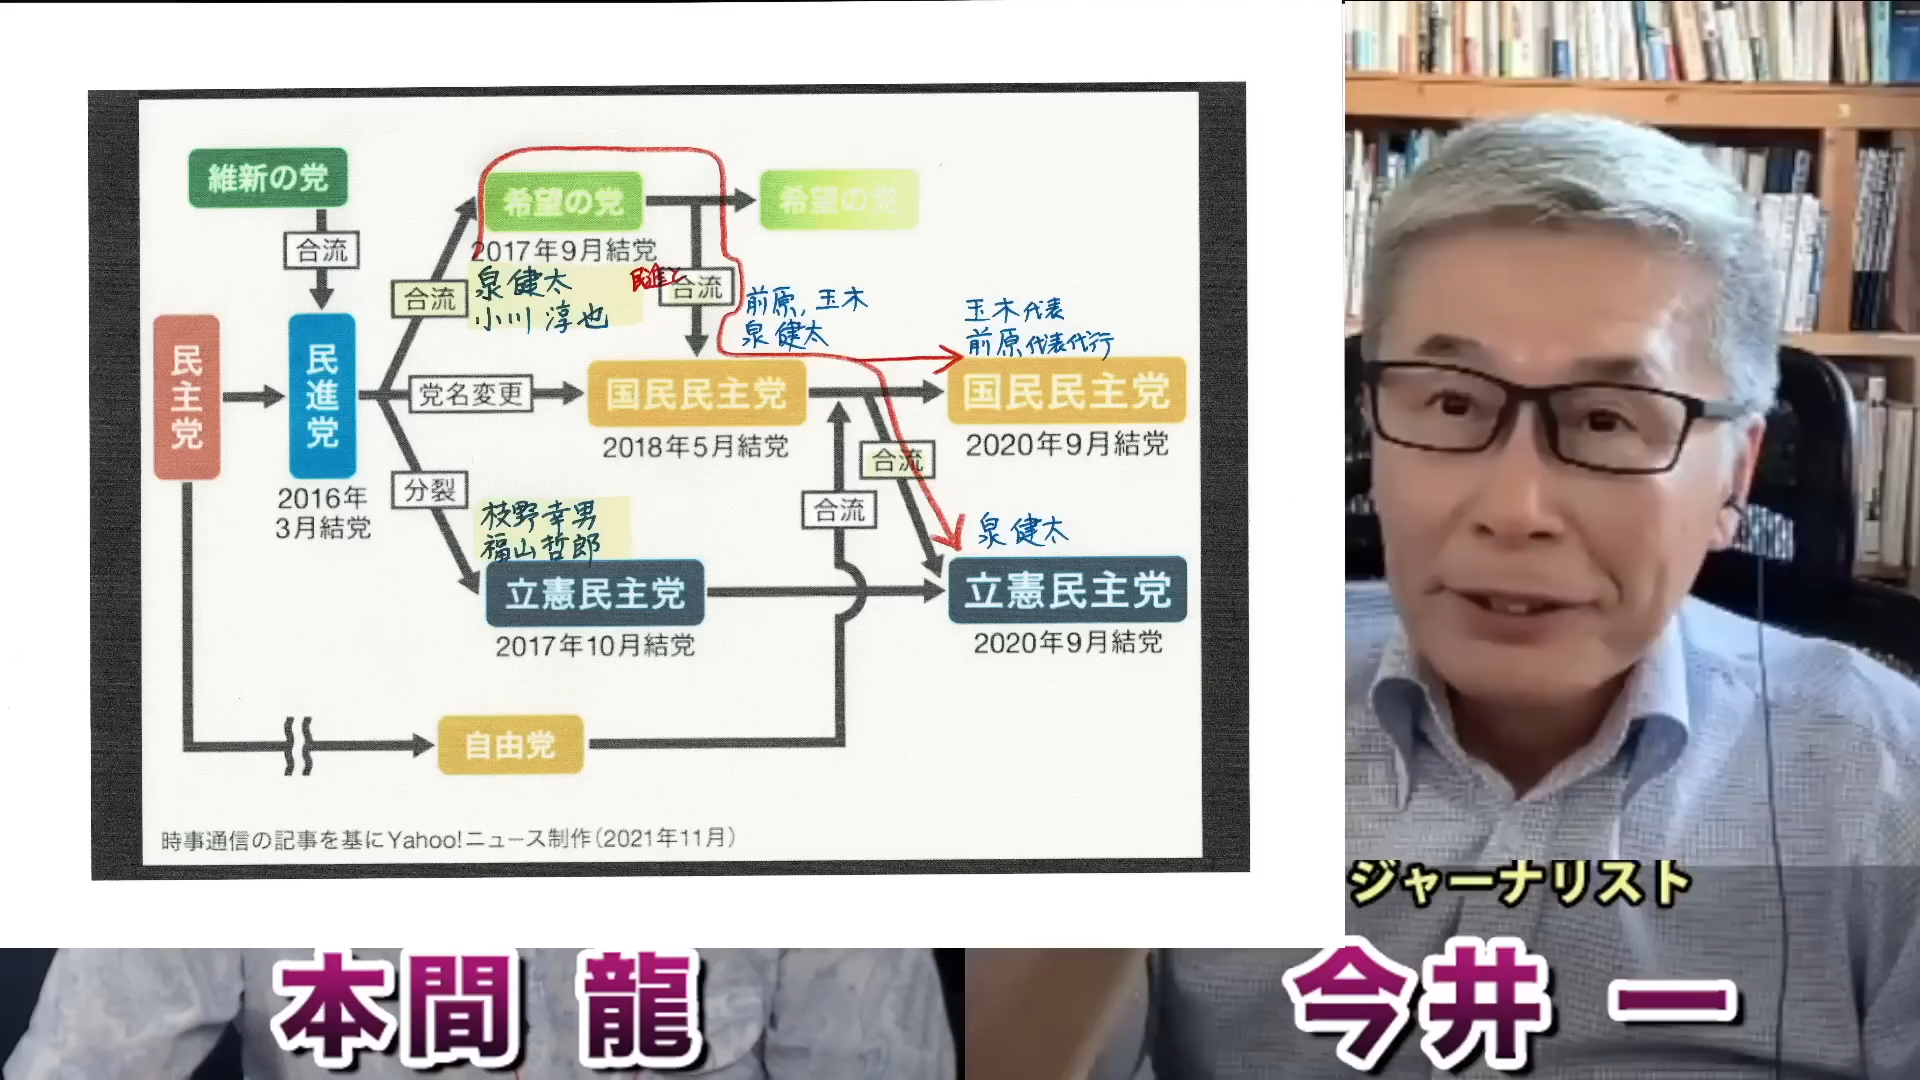 維新の党
合流
希望の党
2017年9月結党
希望の党
合流
泉健太
小川淳也
民進と
合流
前原,玉木
泉健太
玉木代表
前原代表代行
民主党
民進党
2016年
3月結党
党名変更
国民民主党
2018年5月結党
国民民主党
2020年9月結党
分裂
合流
合流
枝野幸男
福山哲郎
泉健太
立憲民主党
2017年10月結党
立憲民主党
2020年9月結党
自由党
時事通信の記事を基にYahoo!ニュース制作(2021年11月)
ジャーナリスト
本間 龍
今井 一